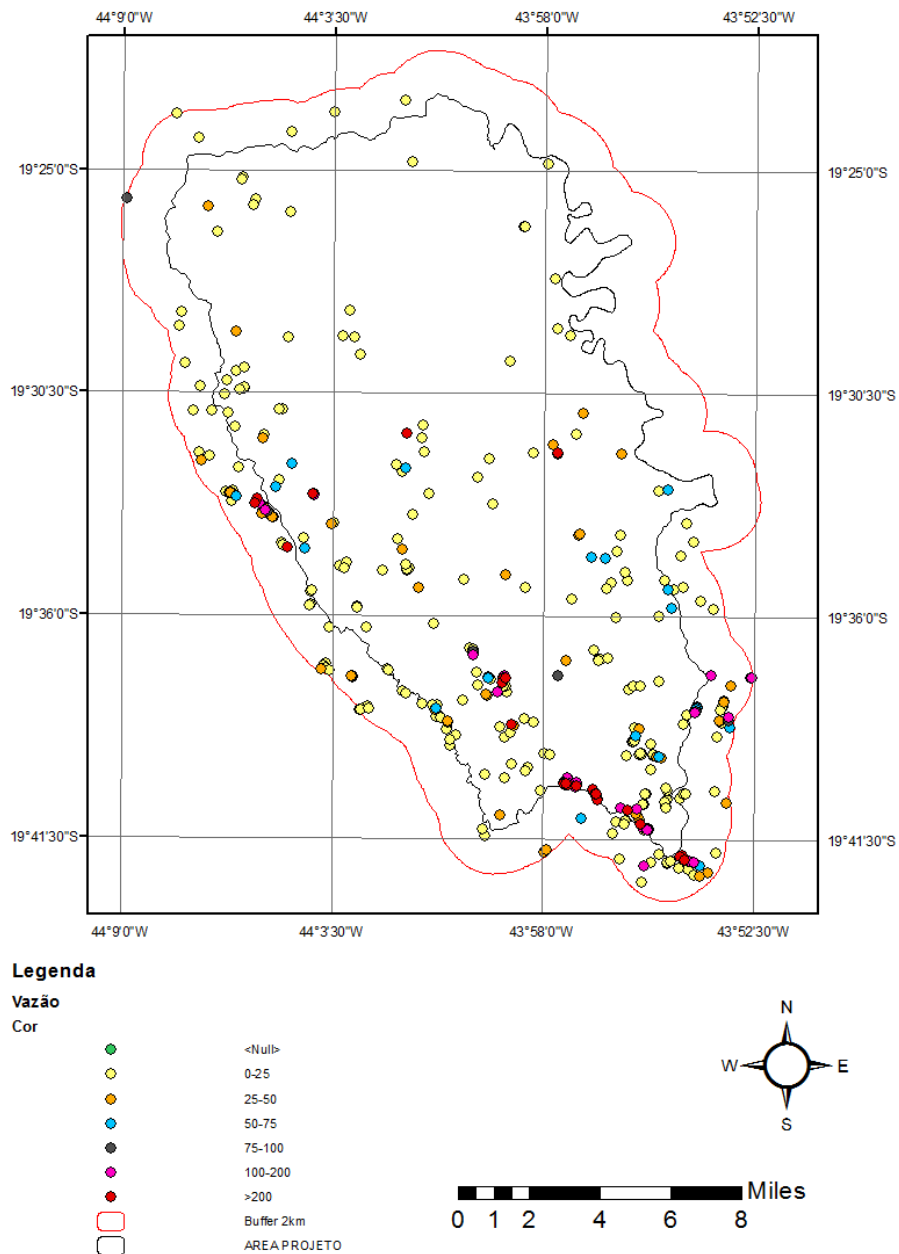 44°9'0"W 44°3'30"W 43°58'0"W 43°52'30"W
19°25'0"S 19°25'0"S
19°30'30"S 19°30'30"S
19°36'0"S 19°36'0"S
19°41'30"S 19°41'30"S
44°9'0"W 44°3'30"W 43°58'0"W 43°52'30"W
Legenda
Vazão
Cor
<Null>
0-25
25-50
50-75
75-100
100-200
>200
Buffer 2km
AREA PROJETO
N
W E
S
Miles
0 1 2 4 6 8